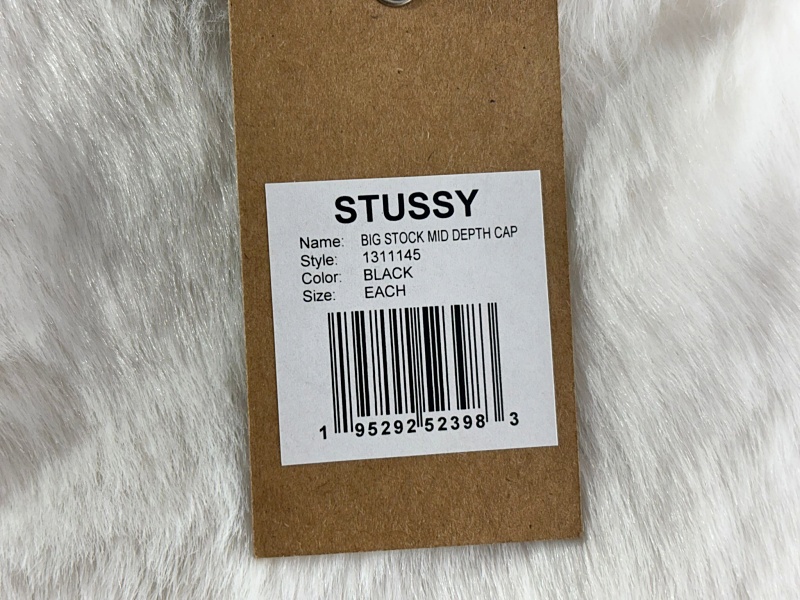 STUSSY
Name: BIG STOCK MID DEPTH CAP
Style: 1311145
Color: BLACK
Size: EACH
1 95292 52398 3